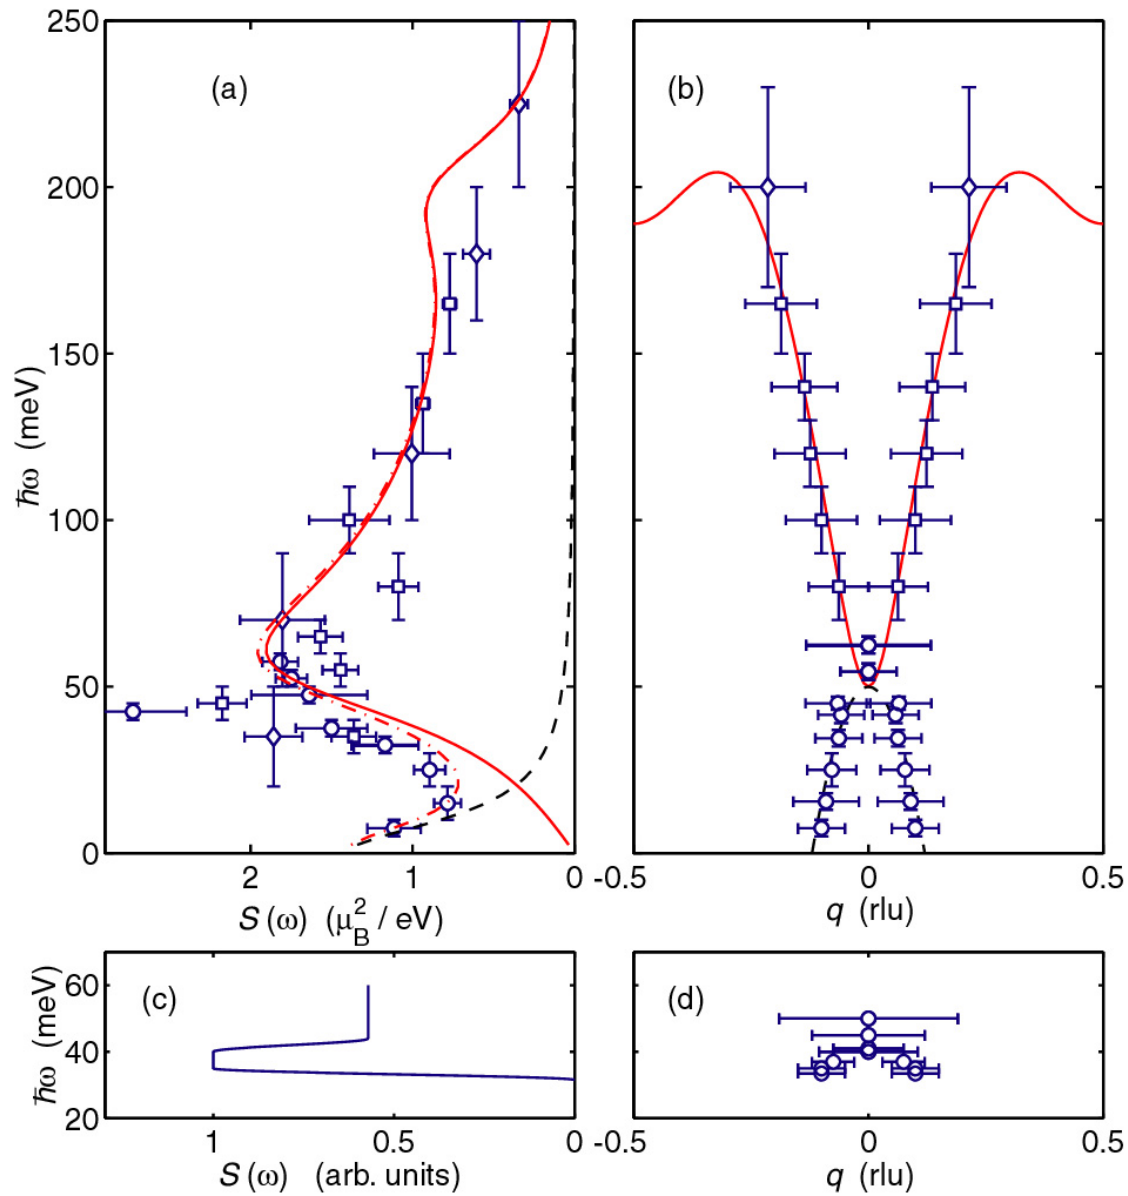 250
200
150
100
50
0
ħω (meV)
(a)
2
1
0
S(ω) (μ_B^2 / eV)
(b)
-0.5
0
0.5
q (rlu)
60
40
20
ħω (meV)
(c)
1
0.5
0
S(ω) (arb. units)
(d)
-0.5
0
0.5
q (rlu)